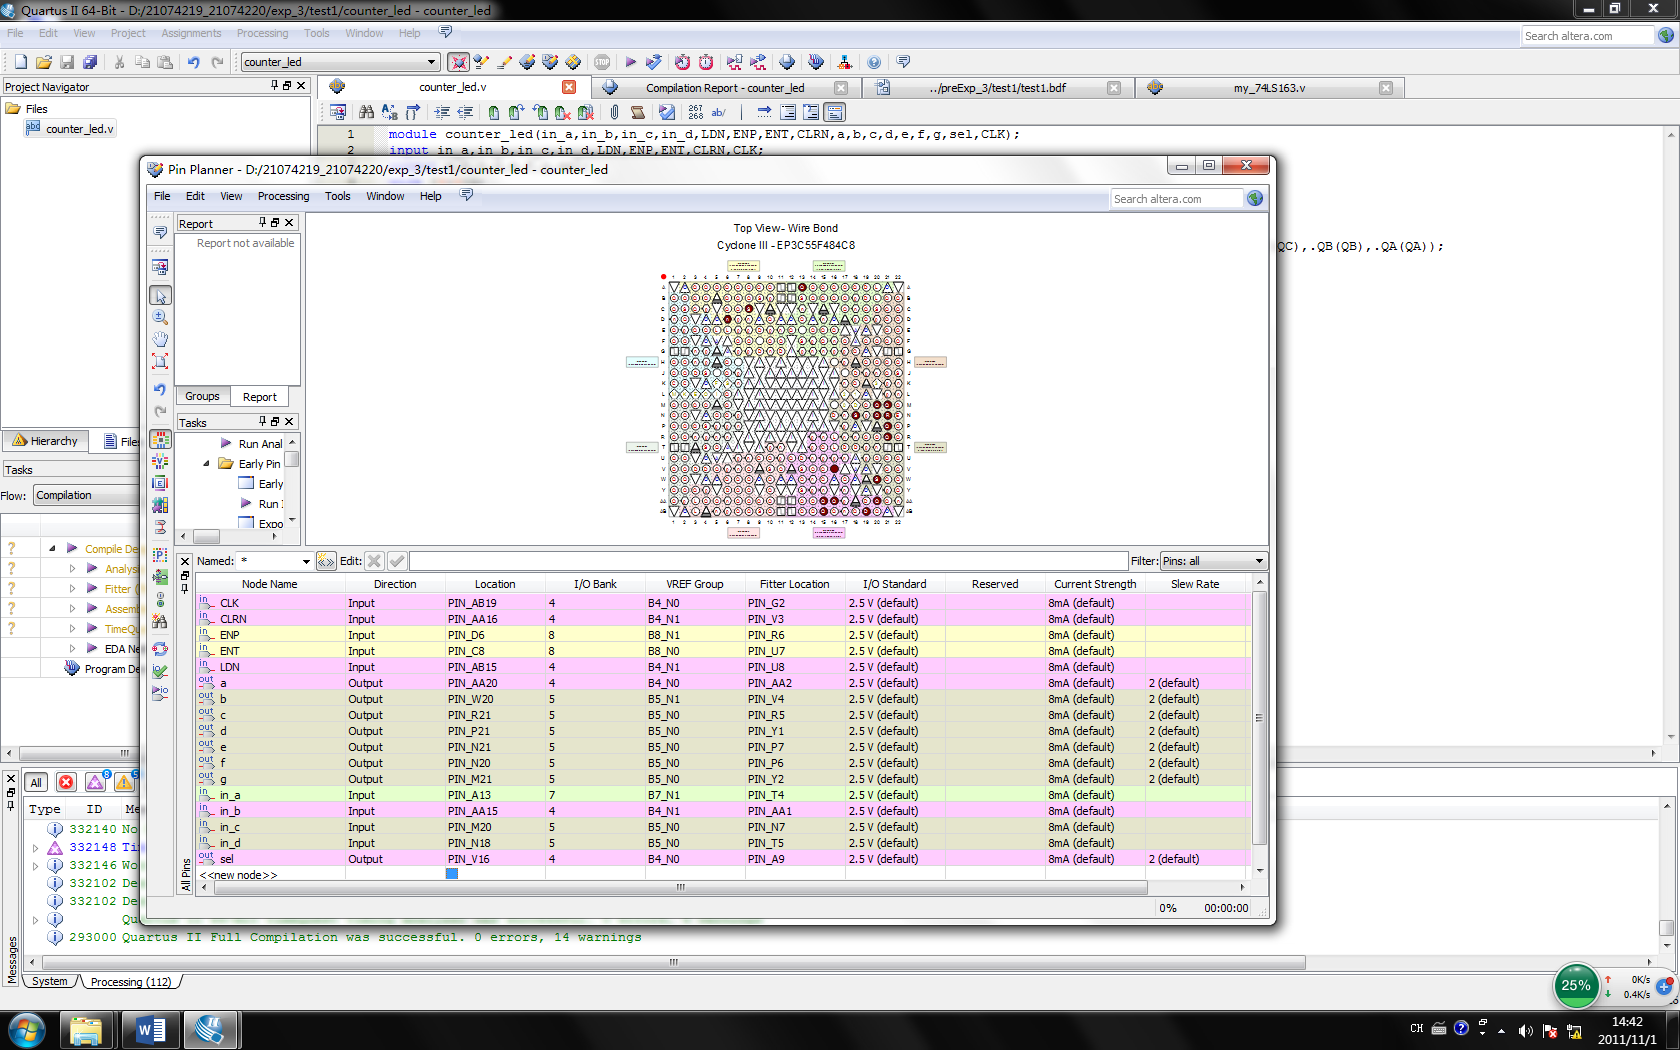 Quartus II 64-Bit - D:/21074219_21074220/exp_3/test1/counter_led - counter_led
File Edit View Project Assignments Processing Tools Window Help
Search altera.com
counter_led
Project Navigator
Files
counter_led.v
counter_led.v
Compilation Report - counter_led
../preExp_3/test1/test1.bdf
my_74LS163.v
267
268
ab/
1 module counter_led(in_a,in_b,in_c,in_d,LDN,ENP,ENT,CLRN,a,b,c,d,e,f,g,sel,CLK);
2 input in_a,in_b,in_c,in_d,LDN,ENP,ENT,CLRN,CLK;
QC),.QB(QB),.QA(QA));
Hierarchy
Files
Tasks
Flow: Compilation
Compile De
Analys
Fitter (
Assem
TimeQu
EDA Ne
Program De
Pin Planner - D:/21074219_21074220/exp_3/test1/counter_led - counter_led
File Edit View Processing Tools Window Help
Search altera.com
Report
Report not available
Groups
Report
Tasks
Run Anal
Early Pin
Early
Run I
Expo
Top View - Wire Bond
Cyclone III - EP3C55F484C8
Named: *
Edit:
Filter: Pins: all
Node Name Direction Location I/O Bank VREF Group Fitter Location I/O Standard Reserved Current Strength Slew Rate
CLK Input PIN_AB19 4 B4_N0 PIN_G2 2.5 V (default) 8mA (default)
CLRN Input PIN_AA16 4 B4_N1 PIN_V3 2.5 V (default) 8mA (default)
ENP Input PIN_D6 8 B8_N1 PIN_R6 2.5 V (default) 8mA (default)
ENT Input PIN_C8 8 B8_N0 PIN_U7 2.5 V (default) 8mA (default)
LDN Input PIN_AB15 4 B4_N1 PIN_U8 2.5 V (default) 8mA (default)
a Output PIN_AA20 4 B4_N0 PIN_AA2 2.5 V (default) 8mA (default) 2 (default)
b Output PIN_W20 5 B5_N1 PIN_V4 2.5 V (default) 8mA (default) 2 (default)
c Output PIN_R21 5 B5_N0 PIN_R5 2.5 V (default) 8mA (default) 2 (default)
d Output PIN_P21 5 B5_N0 PIN_Y1 2.5 V (default) 8mA (default) 2 (default)
e Output PIN_N21 5 B5_N0 PIN_P7 2.5 V (default) 8mA (default) 2 (default)
f Output PIN_N20 5 B5_N0 PIN_P6 2.5 V (default) 8mA (default) 2 (default)
g Output PIN_M21 5 B5_N0 PIN_Y2 2.5 V (default) 8mA (default) 2 (default)
in_a Input PIN_A13 7 B7_N1 PIN_T4 2.5 V (default) 8mA (default)
in_b Input PIN_AA15 4 B4_N1 PIN_AA1 2.5 V (default) 8mA (default)
in_c Input PIN_M20 5 B5_N0 PIN_N7 2.5 V (default) 8mA (default)
in_d Input PIN_N18 5 B5_N0 PIN_T5 2.5 V (default) 8mA (default)
sel Output PIN_V16 4 B4_N0 PIN_A9 2.5 V (default) 8mA (default) 2 (default)
<<new node>>
All Pins
0% 00:00:00
All
Type ID Me
332140 No
332148 Ti
332146 Wo
332102 De
332102 De
Qu
293000 Quartus II Full Compilation was successful. 0 errors, 14 warnings
Messages
System
Processing (112)
25%
0K/s
0.4K/s
CH
14:42
2011/11/1